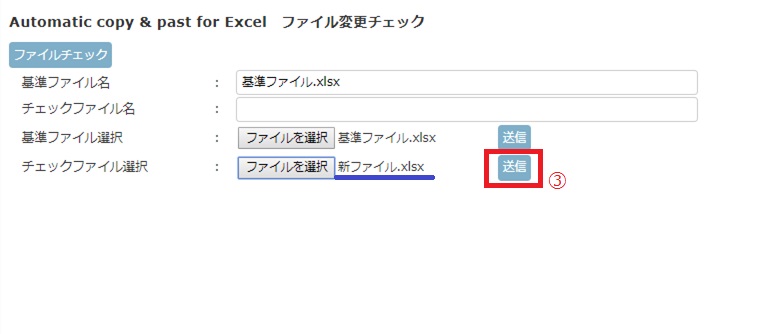 Automatic copy & past for Excel　ファイル変更チェック
ファイルチェック
基準ファイル名 ： 基準ファイル.xlsx
チェックファイル名 ：
基準ファイル選択 ： ファイルを選択 基準ファイル.xlsx 送信
チェックファイル選択 ： ファイルを選択 新ファイル.xlsx 送信 ③